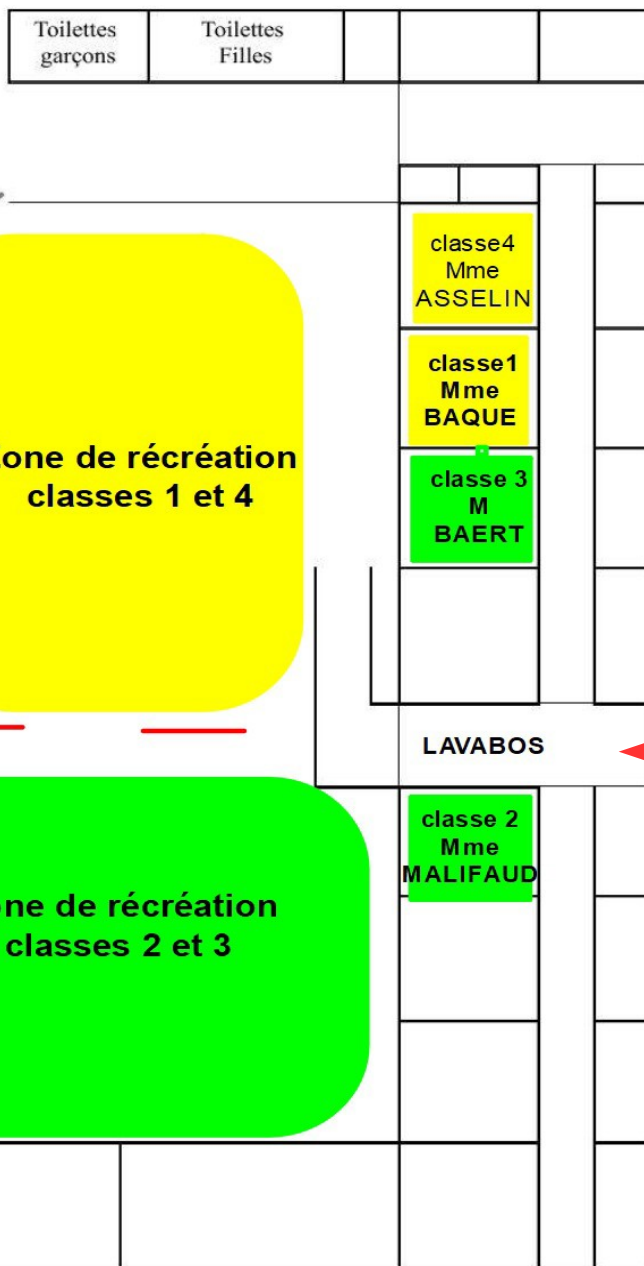 Toilettes
garçons
Toilettes
Filles
classe4
Mme
ASSELIN
classe1
Mme
BAQUE
one de récréation
classes 1 et 4
classe 3
M
BAERT
LAVABOS
classe 2
Mme
MALIFAUD
ne de récréation
classes 2 et 3